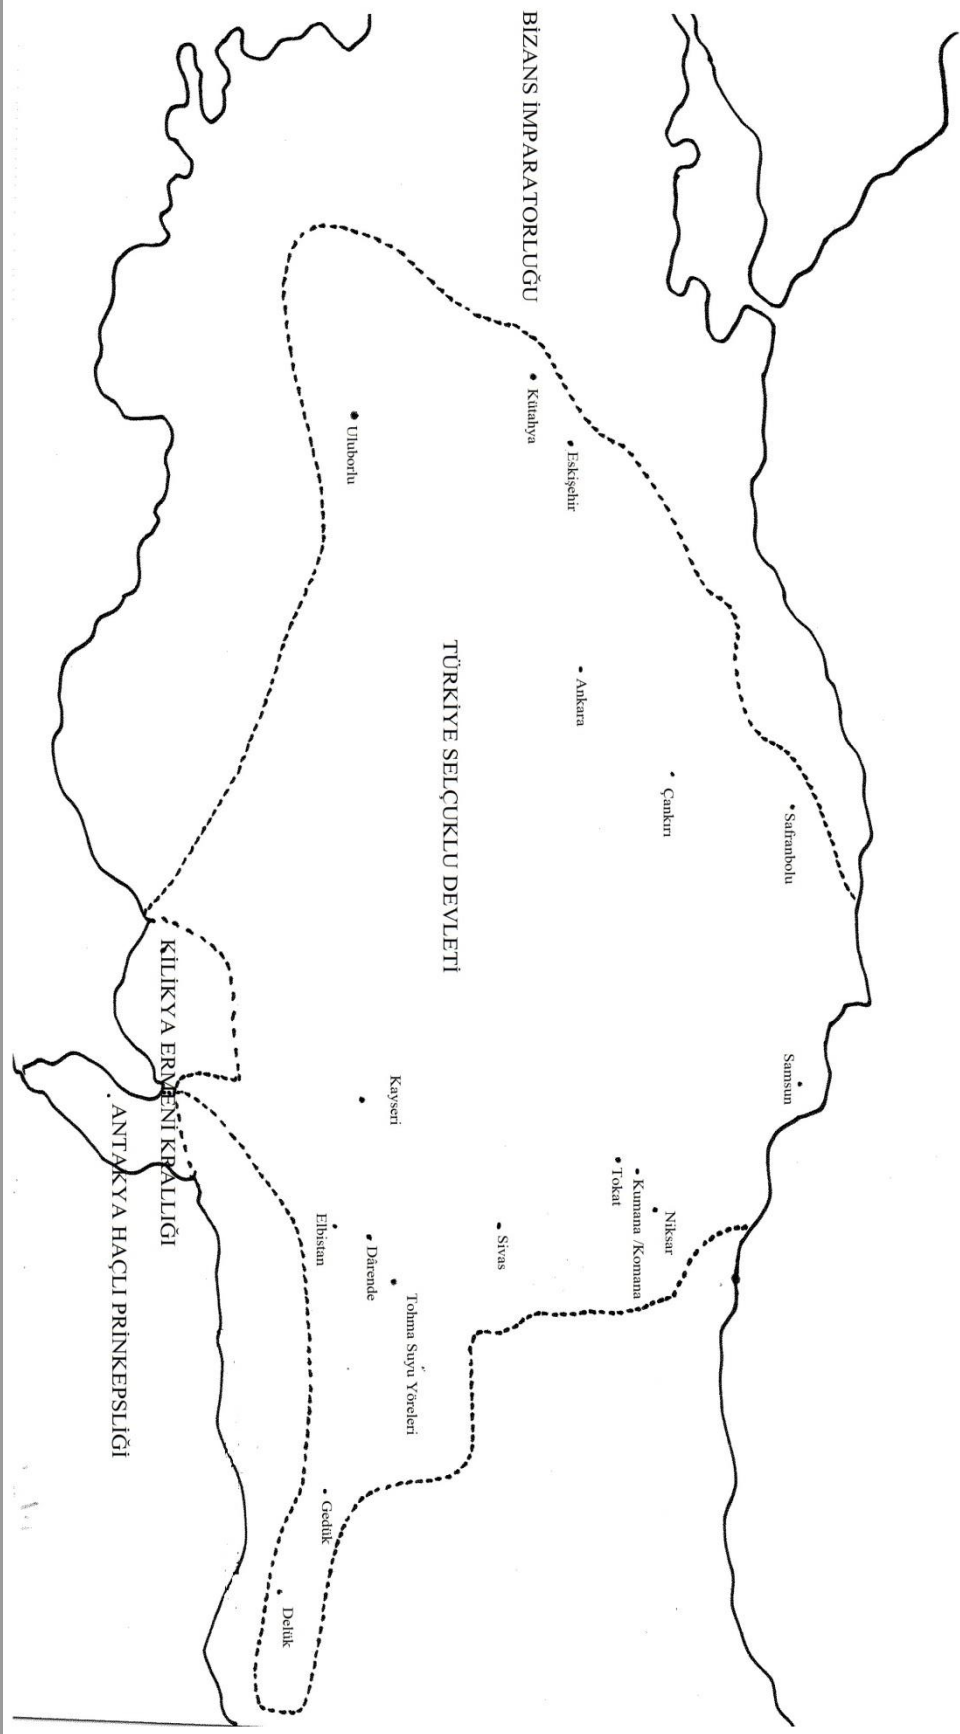 BİZANS İMPARATORLUĞU
Safranbolu
Samsun
Çankırı
Niksar
Kumana /Komana
Tokat
Ankara
Eskişehir
Kütahya
Sivas
TÜRKİYE SELÇUKLU DEVLETİ
Tohma Suyu Yöreleri
Kayseri
Dârende
Uluborlu
Elbistan
Gedük
Delük
KİLİKYA ERMENİ KRALLIĞI
ANTAKYA HAÇLI PRİNKEPSLİĞİ